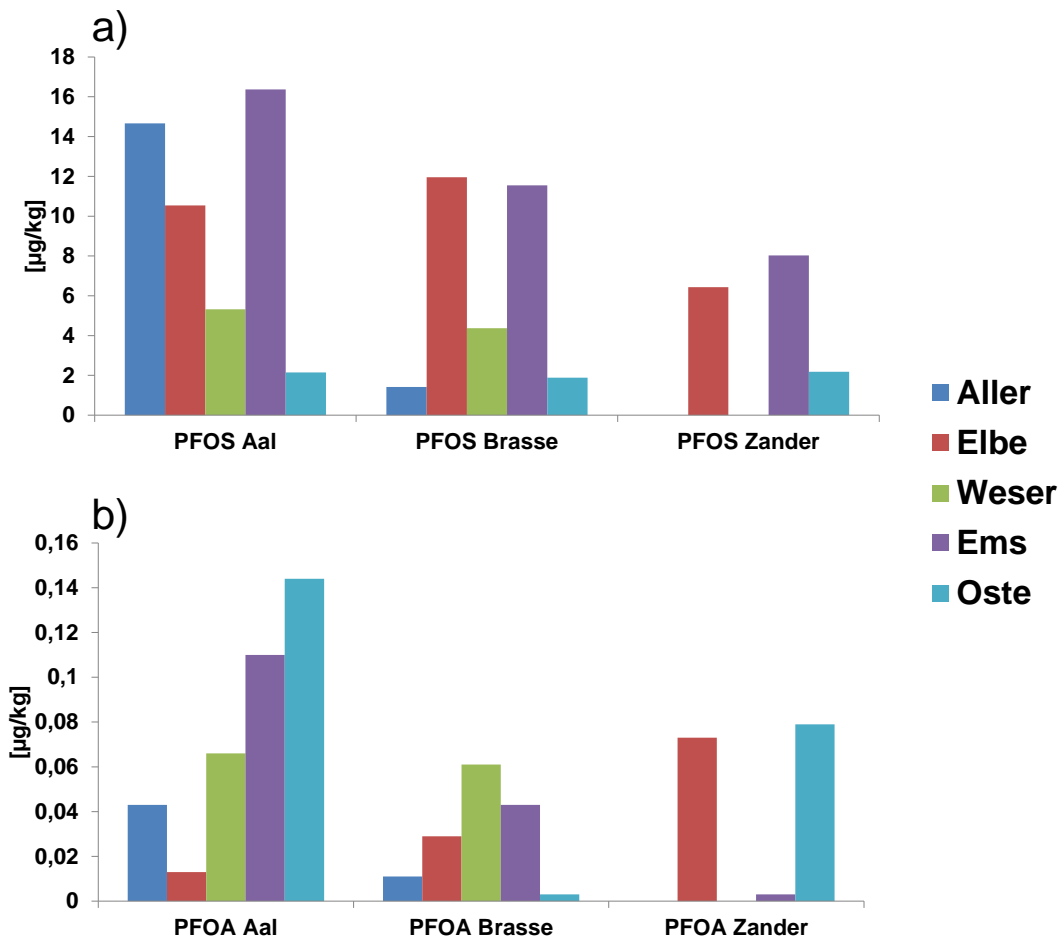 a)
18
16
14
12
10
8
6
4
2
0
[µg/kg]
PFOS Aal PFOS Brasse PFOS Zander
Aller
Elbe
Weser
Ems
Oste
b)
0,16
0,14
0,12
0,1
0,08
0,06
0,04
0,02
0
[µg/kg]
PFOA Aal PFOA Brasse PFOA Zander